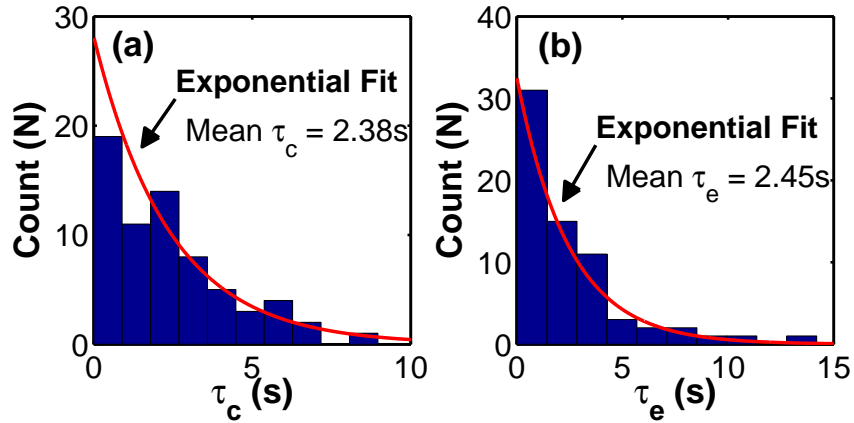 (a)
Exponential Fit
Mean τc = 2.38s
Count (N)
30
20
10
0
0
5
10
τc (s)
(b)
Exponential Fit
Mean τe = 2.45s
Count (N)
40
30
20
10
0
0
5
10
15
τe (s)